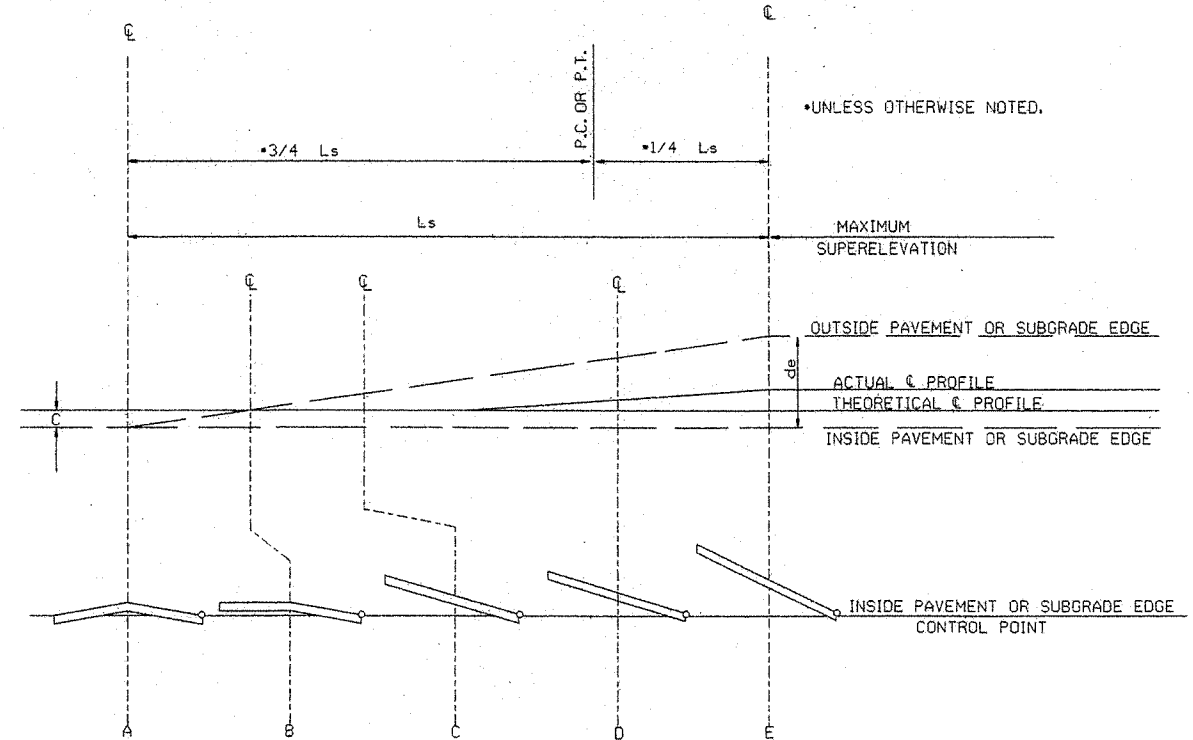 ℄
℄
P.C. OR P.T.
•UNLESS OTHERWISE NOTED.
•3/4 Ls
•1/4 Ls
Ls
MAXIMUM
SUPERELEVATION
℄
℄
℄
OUTSIDE PAVEMENT OR SUBGRADE EDGE
de
ACTUAL ℄ PROFILE
THEORETICAL ℄ PROFILE
C
INSIDE PAVEMENT OR SUBGRADE EDGE
INSIDE PAVEMENT OR SUBGRADE EDGE
CONTROL POINT
A
B
C
D
E